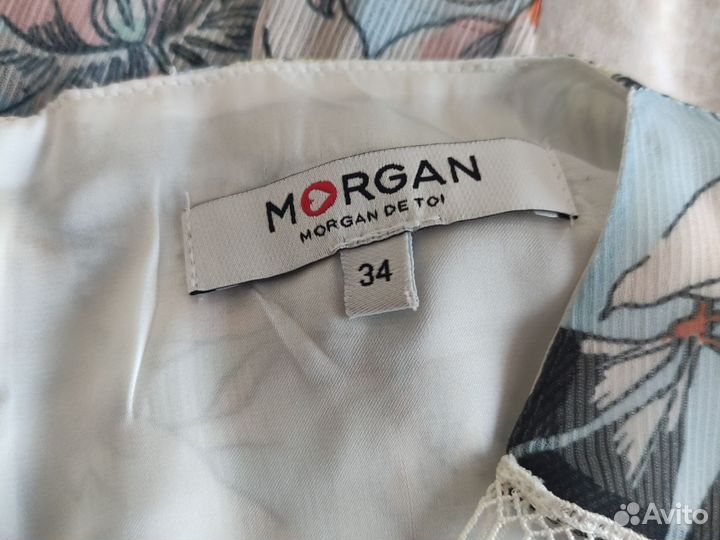 MORGAN
MORGAN DE TOI
34
Avito